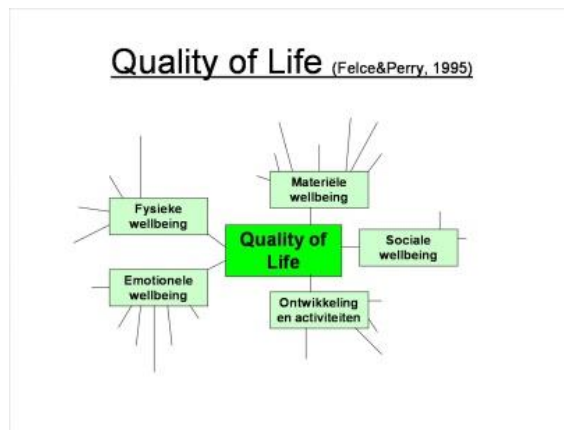 Quality of Life (Felce&Perry, 1995)
Materiële
wellbeing
Fysieke
wellbeing
Quality of
Life
Sociale
wellbeing
Emotionele
wellbeing
Ontwikkeling
en activiteiten